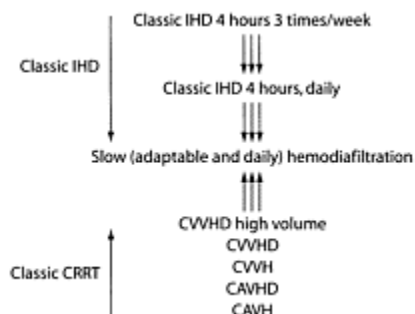 Classic IHD 4 hours 3 times/week
Classic IHD
Classic IHD 4 hours, daily
Slow (adaptable and daily) hemodiafiltration
CVVHD high volume
CVVHD
CVVH
Classic CRRT
CAVHD
CAVH